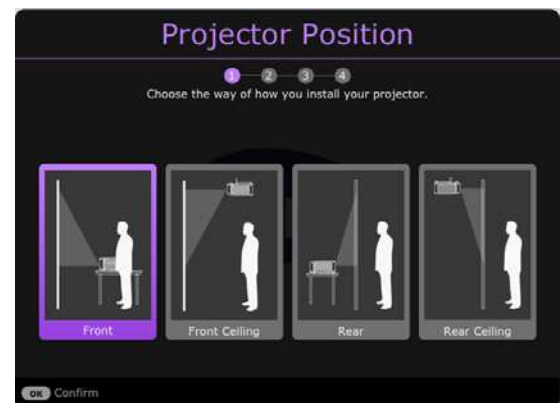 Projector Position
1 2 3 4
Choose the way of how you install your projector.
Front Front Ceiling Rear Rear Ceiling
OK Confirm